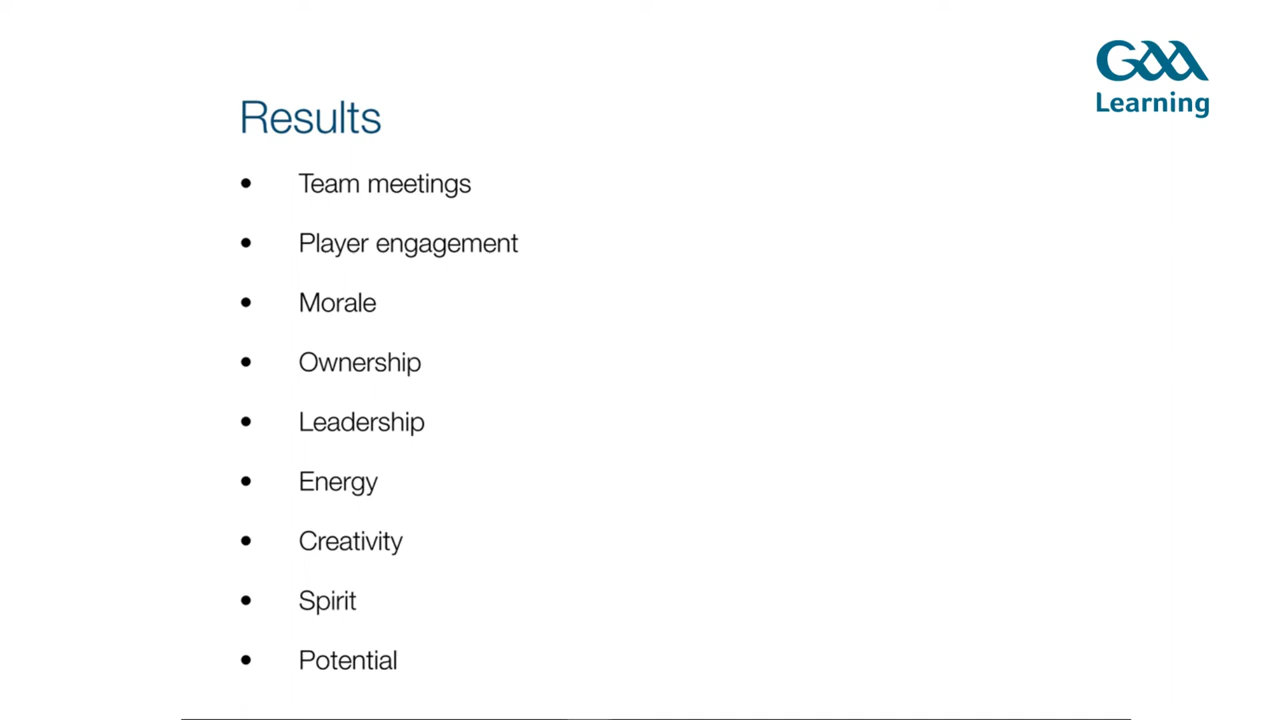 GAA
Learning
Results
• Team meetings
• Player engagement
• Morale
• Ownership
• Leadership
• Energy
• Creativity
• Spirit
• Potential